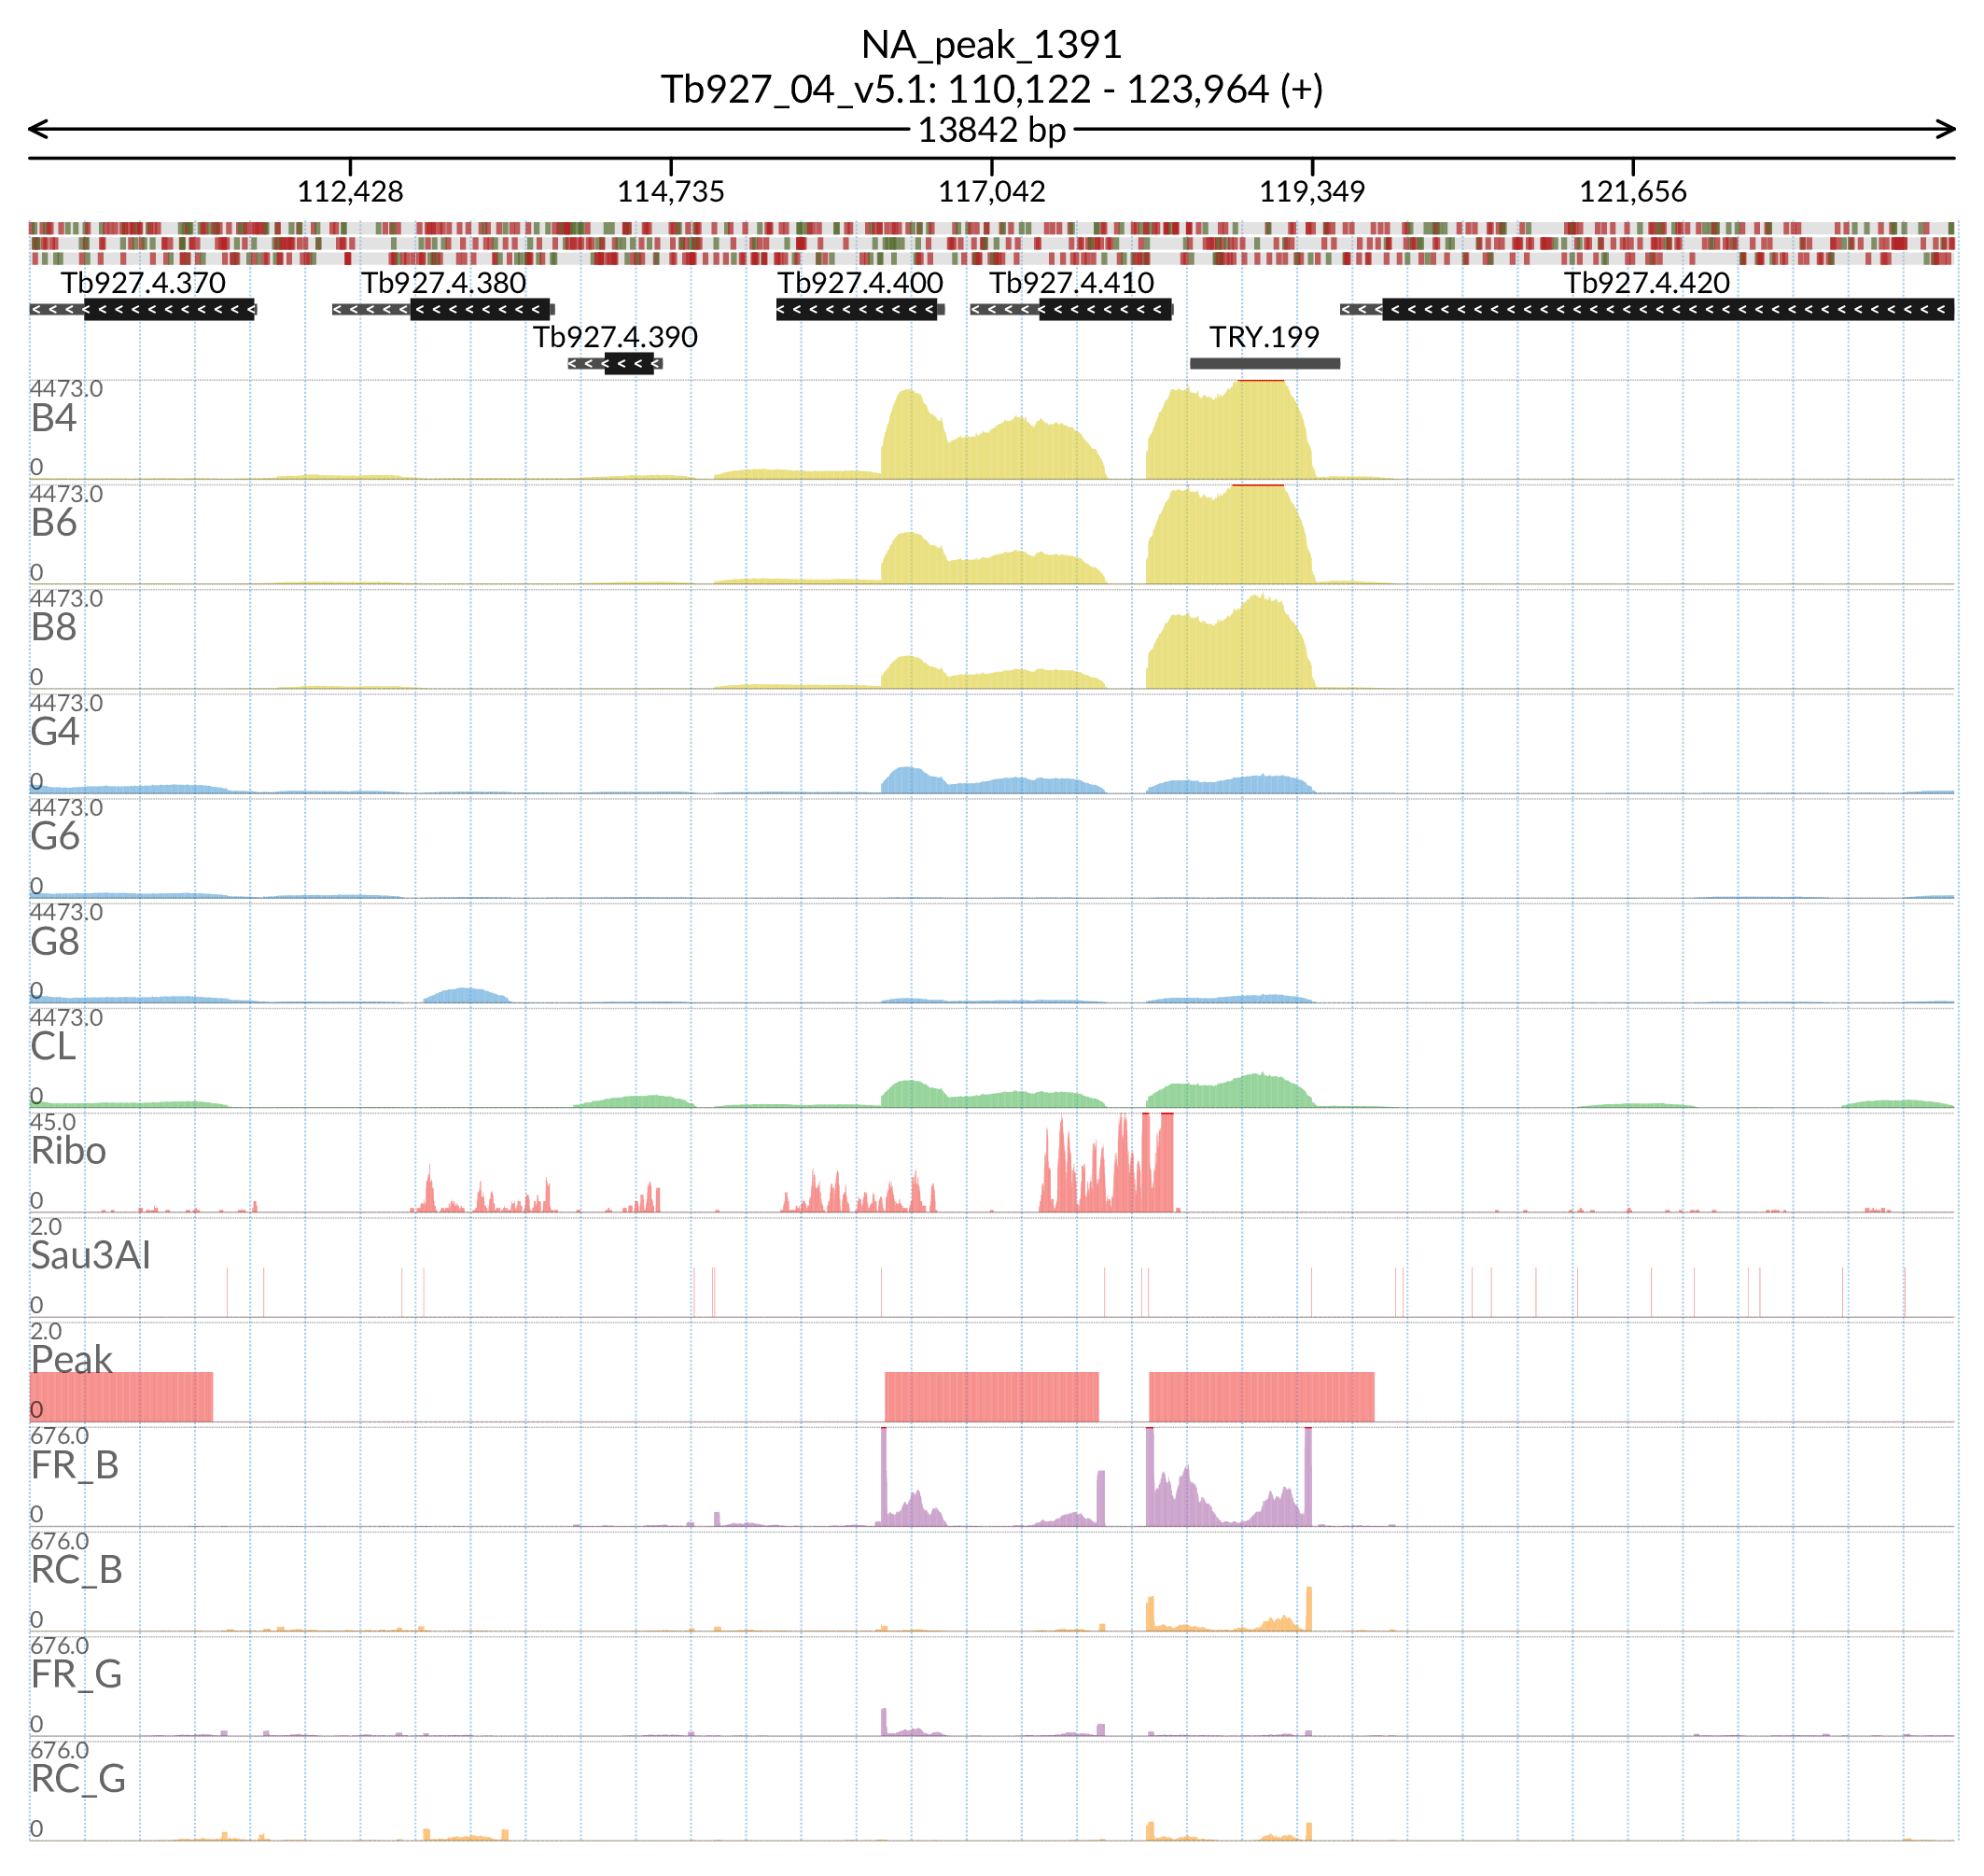 NA_peak_1391
Tb927_04_v5.1: 110,122 - 123,964 (+)
13842 bp
112,428 114,735 117,042 119,349 121,656
Tb927.4.370 Tb927.4.380 Tb927.4.400 Tb927.4.410 Tb927.4.420
Tb927.4.390 TRY.199
4473.0
B4
0
4473.0
B6
0
4473.0
B8
0
4473.0
G4
0
4473.0
G6
0
4473.0
G8
0
4473.0
CL
0
45.0
Ribo
0
2.0
Sau3AI
0
2.0
Peak
0
676.0
FR_B
0
676.0
RC_B
0
676.0
FR_G
0
676.0
RC_G
0